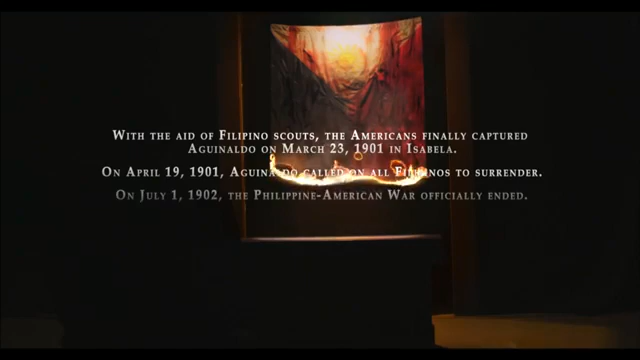 With the aid of Filipino scouts, the Americans finally captured
Aguinaldo on March 23, 1901 in Isabela.
On April 19, 1901, Aguinaldo called on all Filipinos to surrender.
On July 1, 1902, the Philippine-American War officially ended.